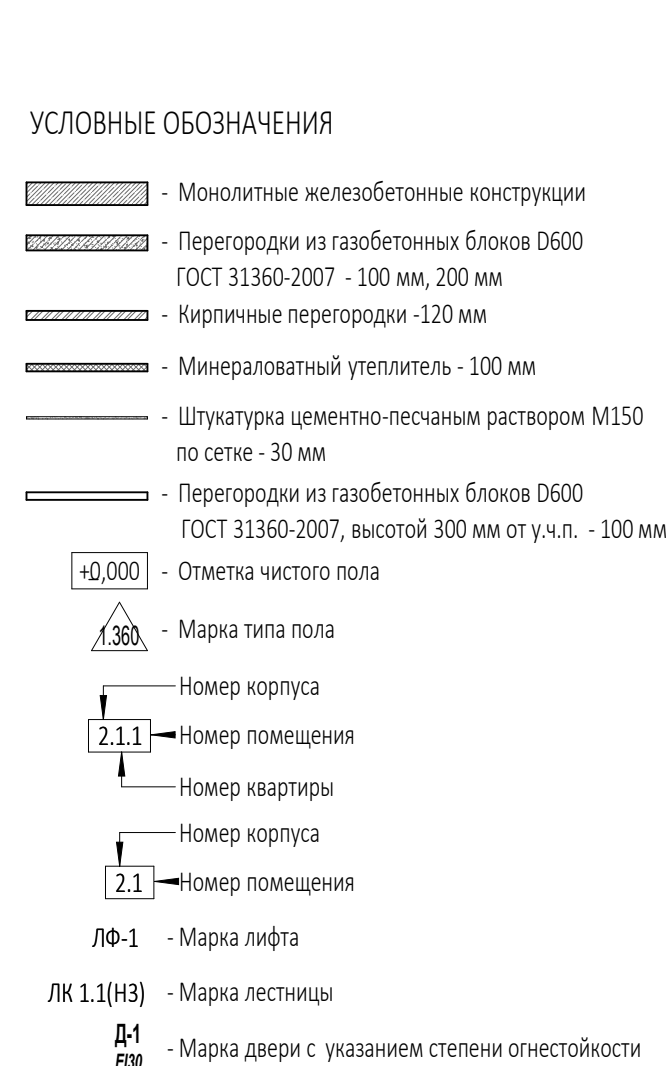 УСЛОВНЫЕ ОБОЗНАЧЕНИЯ
- Монолитные железобетонные конструкции
- Перегородки из газобетонных блоков D600
ГОСТ 31360-2007 - 100 мм, 200 мм
- Кирпичные перегородки -120 мм
- Минераловатный утеплитель - 100 мм
- Штукатурка цементно-песчаным раствором М150
по сетке - 30 мм
- Перегородки из газобетонных блоков D600
ГОСТ 31360-2007, высотой 300 мм от у.ч.п. - 100 мм
+0,000 - Отметка чистого пола
1.360 - Марка типа пола
Номер корпуса
2.1.1 Номер помещения
Номер квартиры
Номер корпуса
2.1 Номер помещения
ЛФ-1 - Марка лифта
ЛК 1.1(Н3) - Марка лестницы
Д-1
EI30 - Марка двери с указанием степени огнестойкости